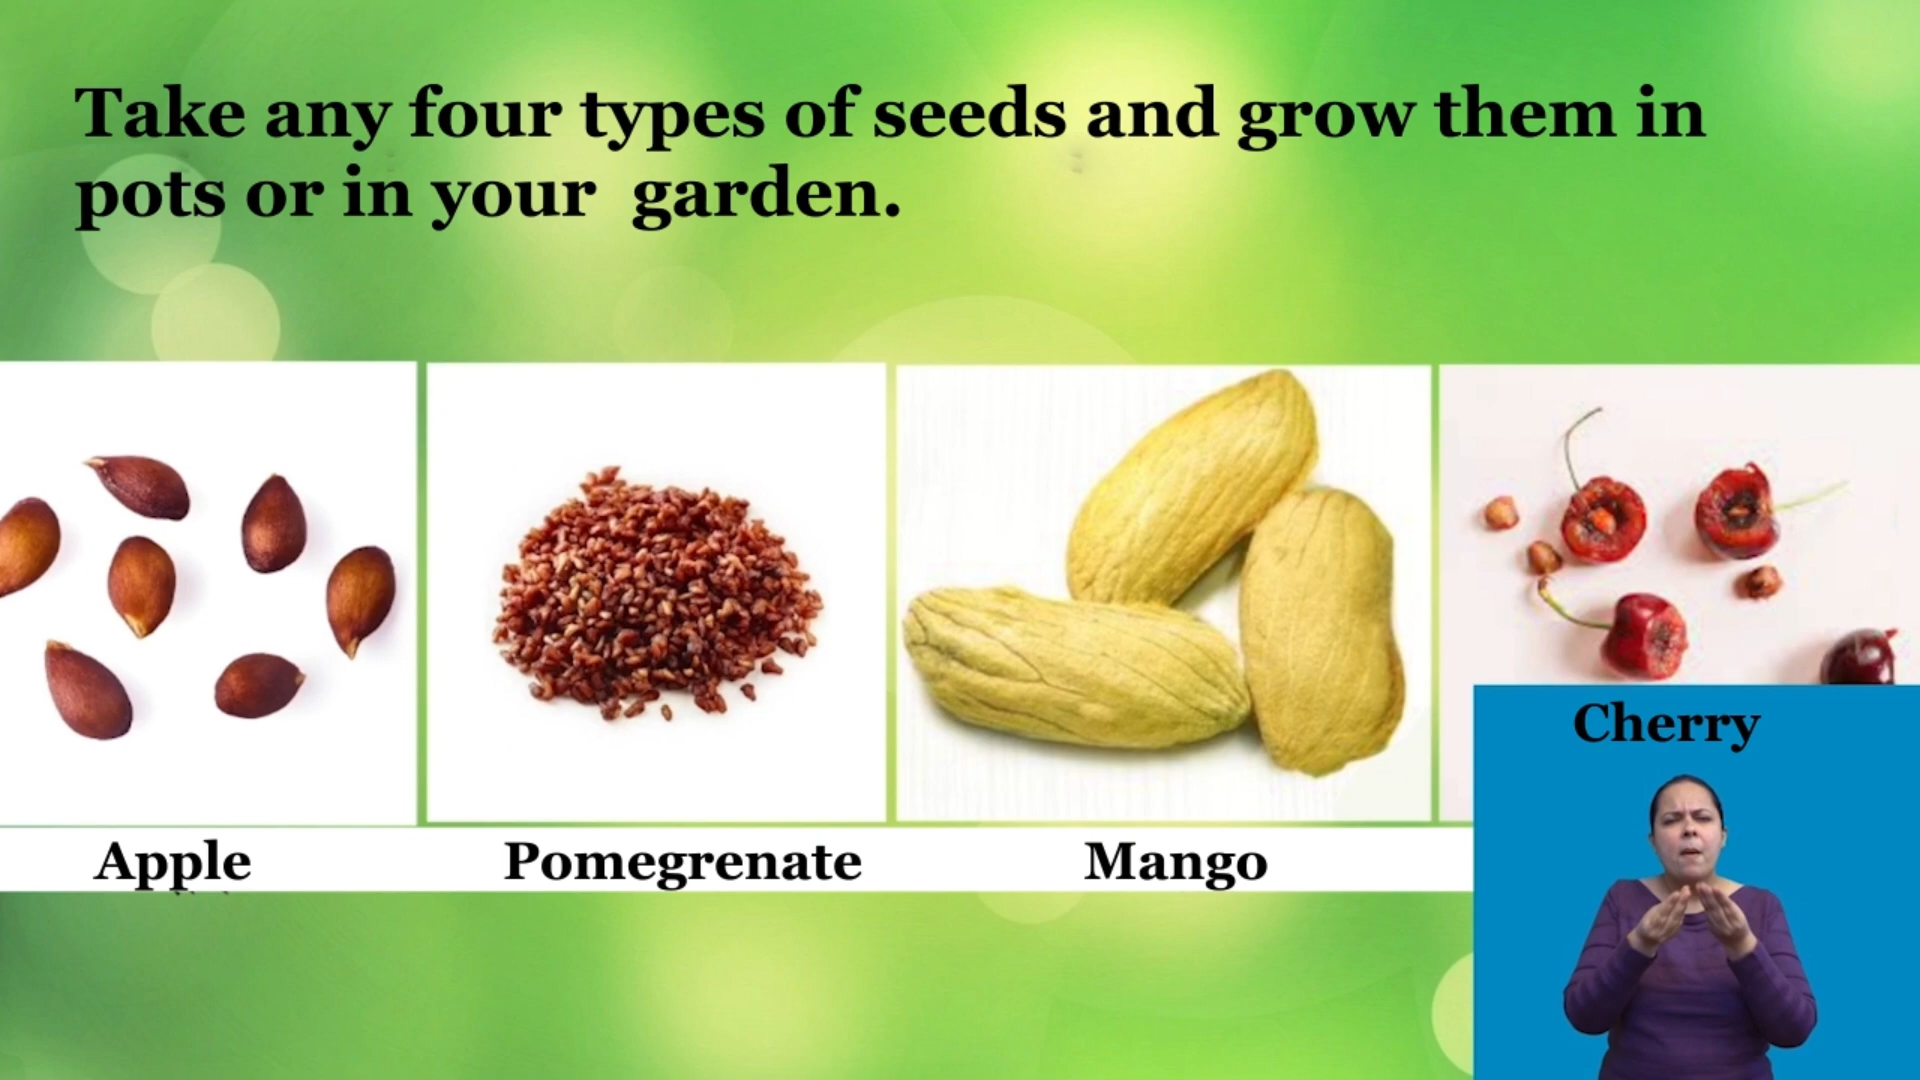 Take any four types of seeds and grow them in
pots or in your  garden.
Cherry
Apple
Pomegrenate
Mango